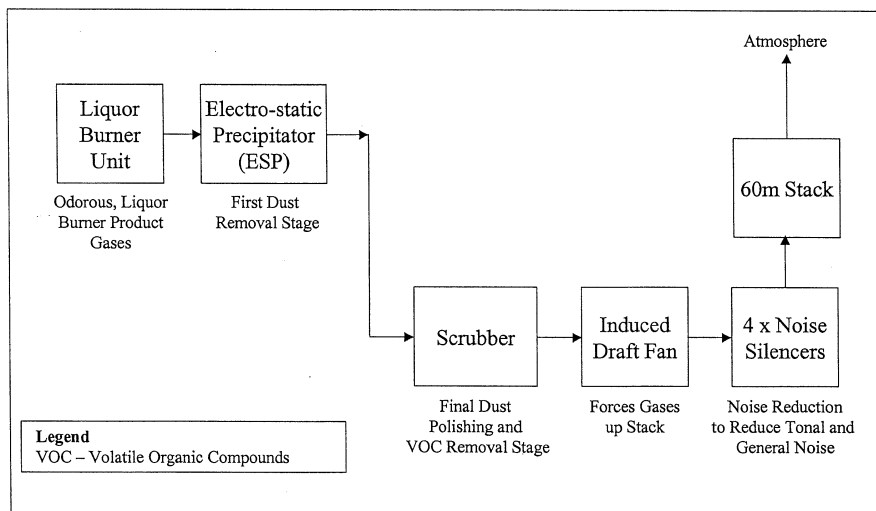 Atmosphere
Liquor
Burner
Unit
Electro-static
Precipitator
(ESP)
60m Stack
Odorous, Liquor
Burner Product
Gases
First Dust
Removal Stage
Scrubber
Induced
Draft Fan
4 x Noise
Silencers
Final Dust
Polishing and
VOC Removal Stage
Forces Gases
up Stack
Noise Reduction
to Reduce Tonal and
General Noise
Legend
VOC – Volatile Organic Compounds